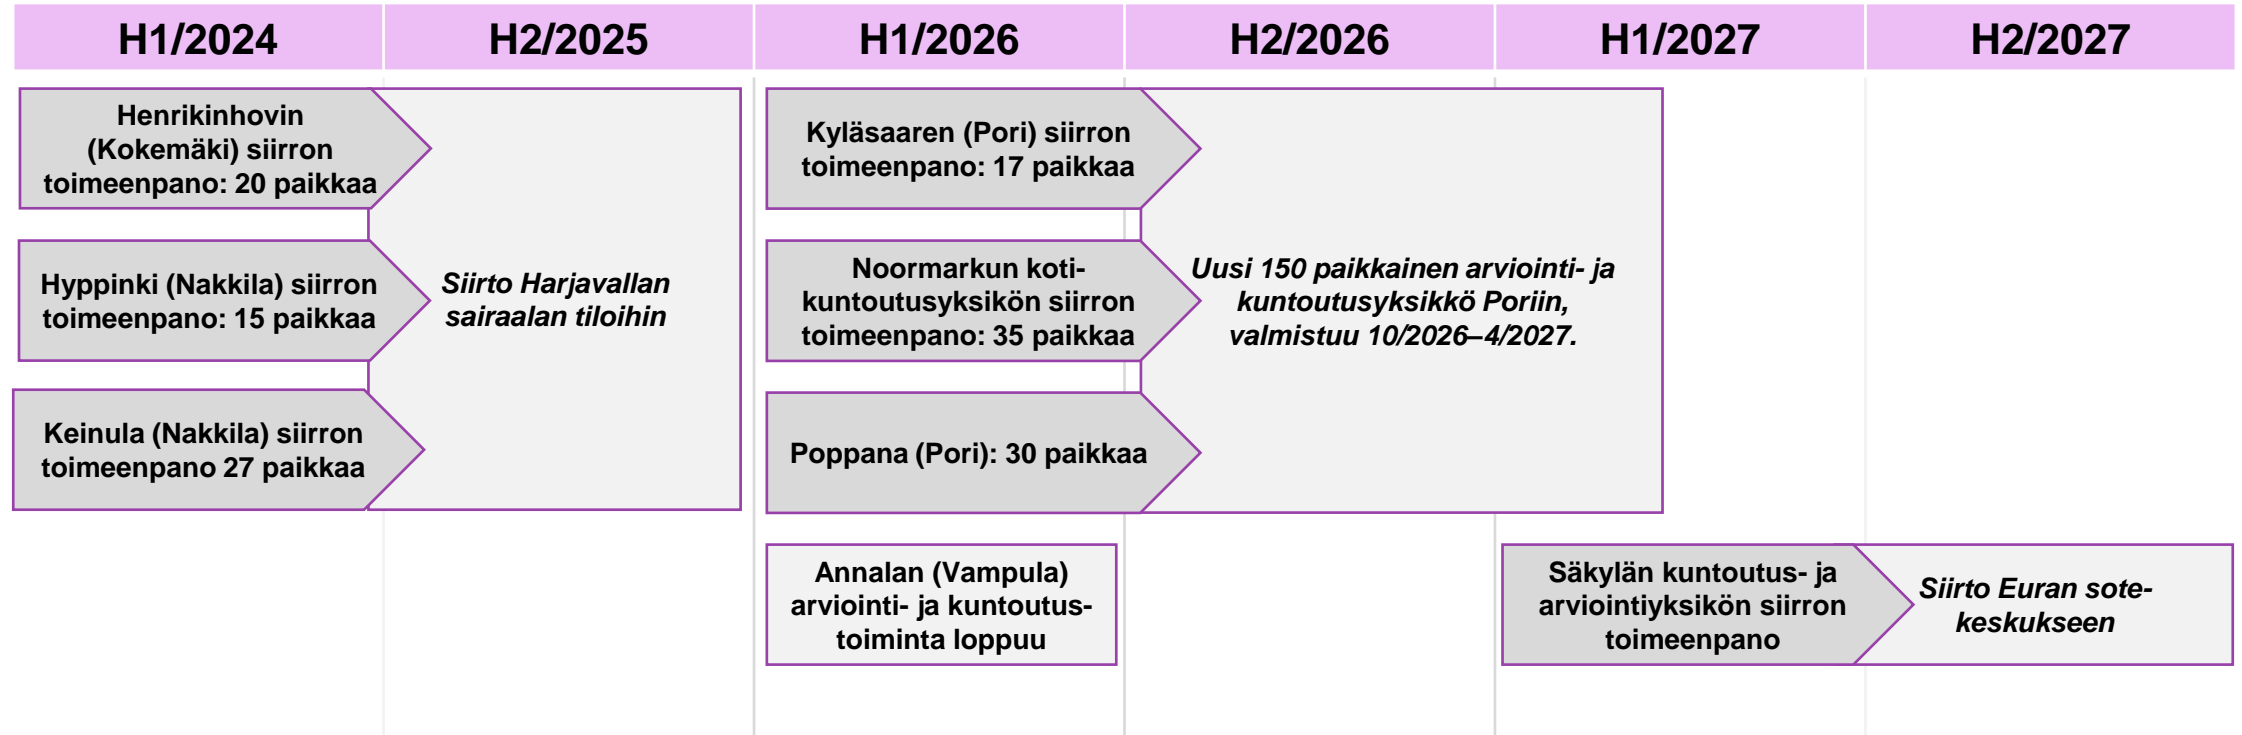 H1/2024
H2/2025
H1/2026
H2/2026
H1/2027
H2/2027
Henrikinhovin
(Kokemäki) siirron
toimeenpano: 20 paikkaa
Hyppinki (Nakkila) siirron
toimeenpano: 15 paikkaa
Keinula (Nakkila) siirron
toimeenpano 27 paikkaa
Siirto Harjavallan
sairaalan tiloihin
Kyläsaaren (Pori) siirron
toimeenpano: 17 paikkaa
Noormarkun koti-
kuntoutusyksikön siirron
toimeenpano: 35 paikkaa
Poppana (Pori): 30 paikkaa
Uusi 150 paikkainen arviointi- ja
kuntoutusyksikkö Poriin,
valmistuu 10/2026–4/2027.
Annalan (Vampula)
arviointi- ja kuntoutus-
toiminta loppuu
Säkylän kuntoutus- ja
arviointiyksikön siirron
toimeenpano
Siirto Euran sote-
keskukseen